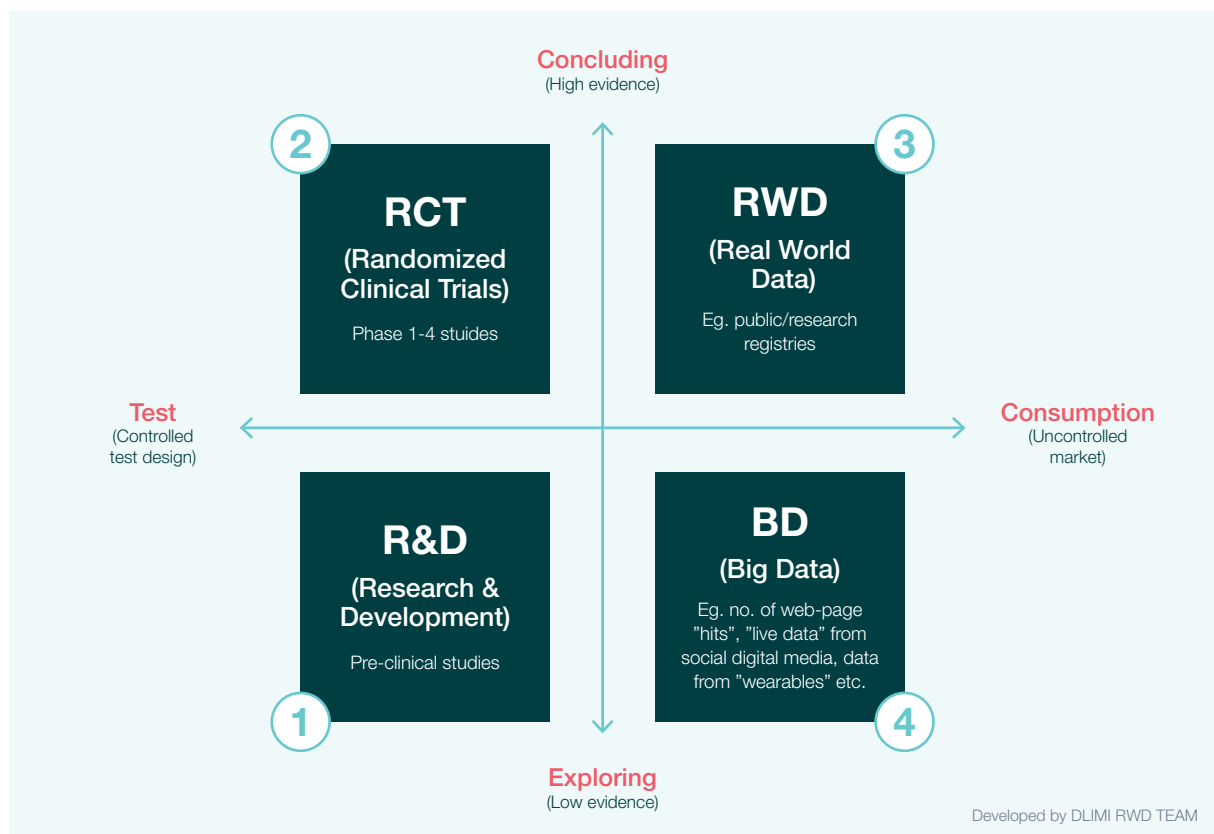 Concluding
(High evidence)
2
RCT
(Randomized
Clinical Trials)
Phase 1-4 stuides
3
RWD
(Real World
Data)
Eg. public/research
registries
Test
(Controlled
test design)
Consumption
(Uncontrolled
market)
R&D
(Research &
Development)
Pre-clinical studies
1
BD
(Big Data)
Eg. no. of web-page
”hits”, ”live data” from
social digital media, data
from ”wearables” etc.
4
Exploring
(Low evidence)
Developed by DLIMI RWD TEAM